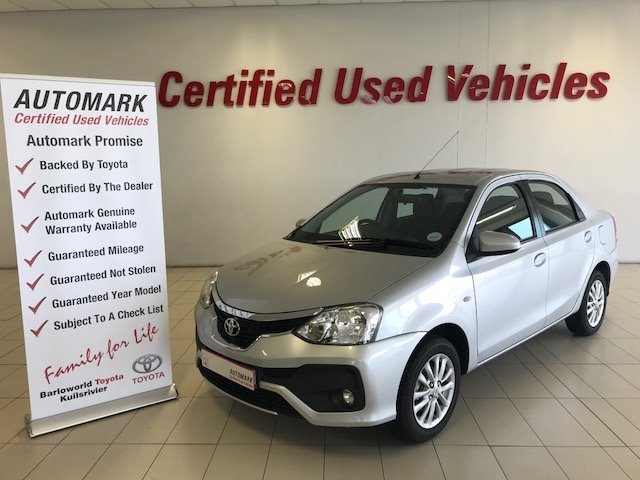 Certified Used Vehicles
AUTOMARK
Certified Used Vehicles
Automark Promise
Backed By Toyota
Certified By The Dealer
Automark Genuine
Warranty Available
Guaranteed Mileage
Guaranteed Not Stolen
Guaranteed Year Model
Subject To A Check List
Family for Life
Barloworld Toyota
Kuilsrivier
TOYOTA
AUTOMARK